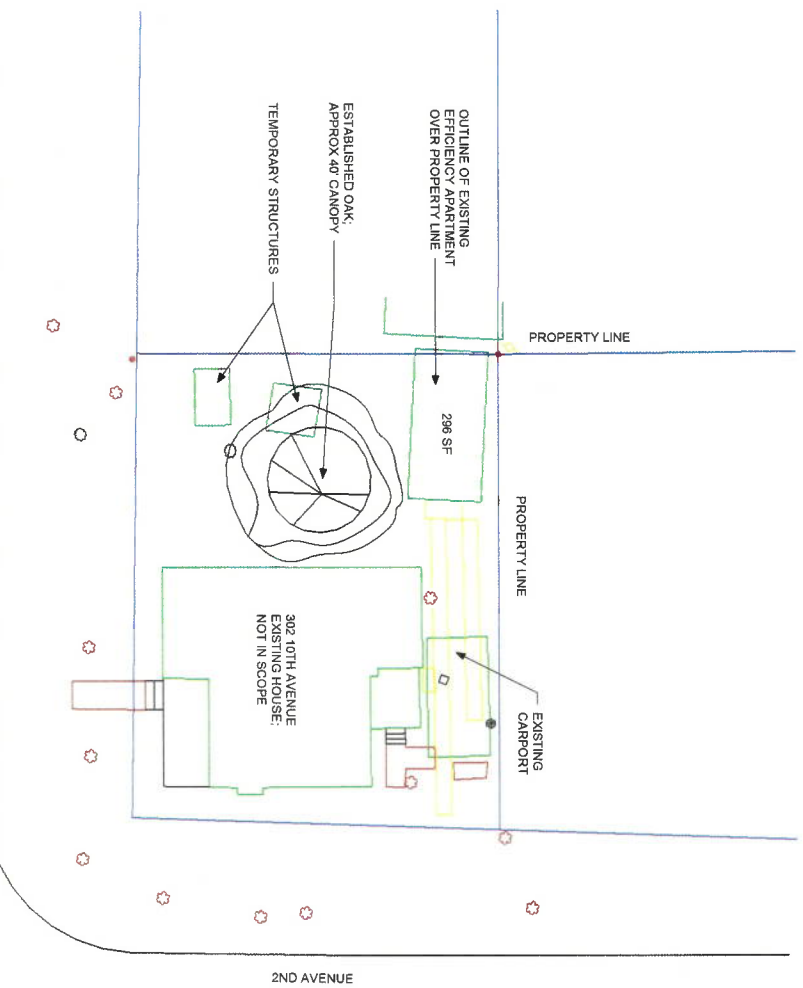 OUTLINE OF EXISTING
EFFICIENCY APARTMENT
OVER PROPERTY LINE
ESTABLISHED OAK;
APPROX 40' CANOPY
TEMPORARY STRUCTURES
PROPERTY LINE
296 SF
PROPERTY LINE
302 10TH AVENUE
EXISTING HOUSE;
NOT IN SCOPE
EXISTING
CARPORT
2ND AVENUE